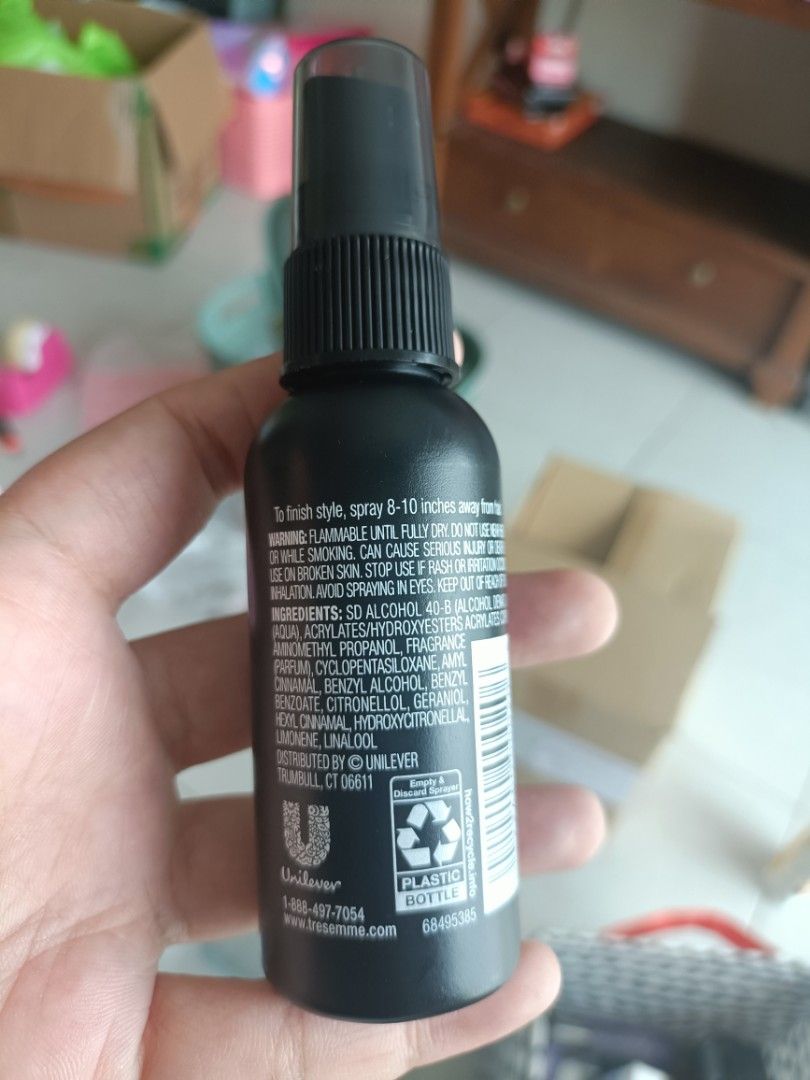 To finish style, spray 8-10 inches away from
WARNING: FLAMMABLE UNTIL FULLY DRY. DO NOT USE NEAR
OR WHILE SMOKING. CAN CAUSE SERIOUS INJURY OR
USE ON BROKEN SKIN. STOP USE IF RASH OR IRRITATION
INHALATION. AVOID SPRAYING IN EYES. KEEP OUT OF
INGREDIENTS: SD ALCOHOL 40-B (ALCOHOL
(AQUA), ACRYLATES/HYDROXYESTERS ACRYLATES
AMINOMETHYL PROPANOL, FRAGRANCE
(PARFUM), CYCLOPENTASILOXANE, AMYL
CINNAMAL, BENZYL ALCOHOL, BENZYL
BENZOATE, CITRONELLOL, GERANIOL,
HEXYL CINNAMAL, HYDROXYCITRONELLAL,
LIMONENE, LINALOOL
DISTRIBUTED BY © UNILEVER
TRUMBULL, CT 06611
Empty &
Discard Sprayer
how2recycle.info
PLASTIC
BOTTLE
Unilever
1-888-497-7054
www.tresemme.com
68495385